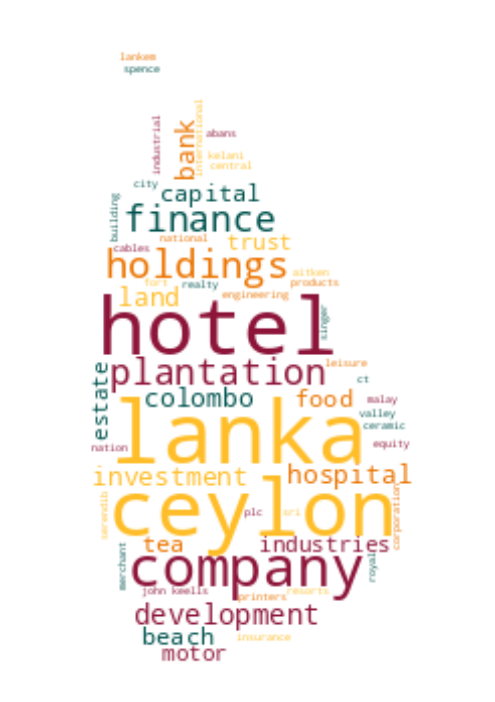 lankem
spence
industrial
bank
international
abans
kelani
central
city
capital
building
finance
national
trust
cables
holdings
aitken
fort
realty
products
land
engineering
hotel
singer
plantation
leisure
ct
estate
colombo
food
malay
valley
ceramic
lanka
nation
equity
investment
hospital
serendib
ceylon
corporation
plc
sri
tea
industries
merchant
company
royal
john keells
resorts
printers
development
beach
insurance
motor